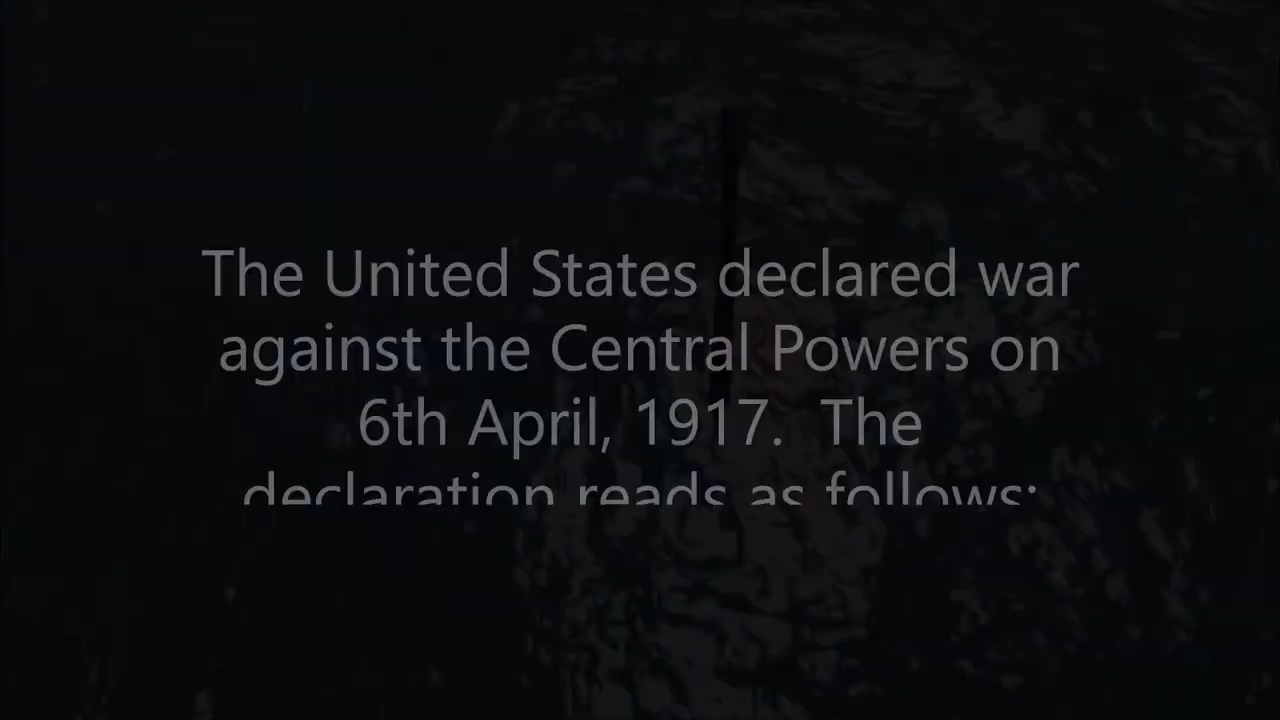 The United States declared war
against the Central Powers on
6th April, 1917.  The
declaration reads as follows: